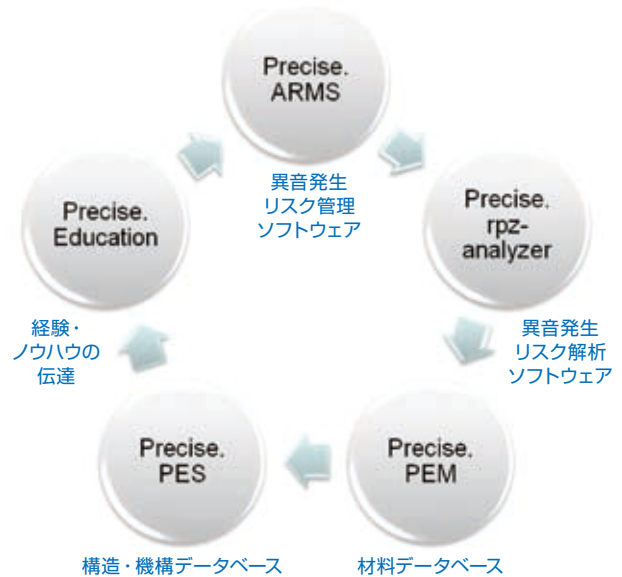 Precise.
ARMS
異音発生
リスク管理
ソフトウェア
Precise.
rpz-
analyzer
異音発生
リスク解析
ソフトウェア
Precise.
PEM
材料データベース
Precise.
PES
構造・機構データベース
Precise.
Education
経験・
ノウハウの
伝達